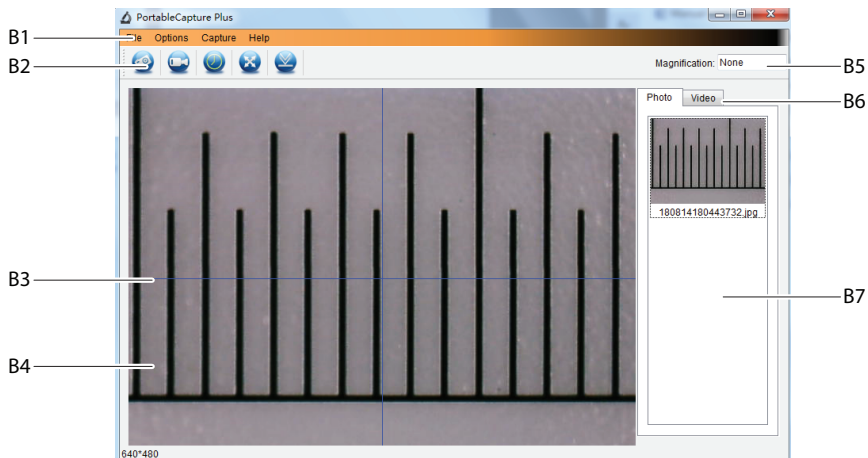 PortableCapture Plus
B1
File Options Capture Help
B2
Magnification: None
B5
Photo Video
B6
180814180443732.jpg
B3
B7
B4
640*480